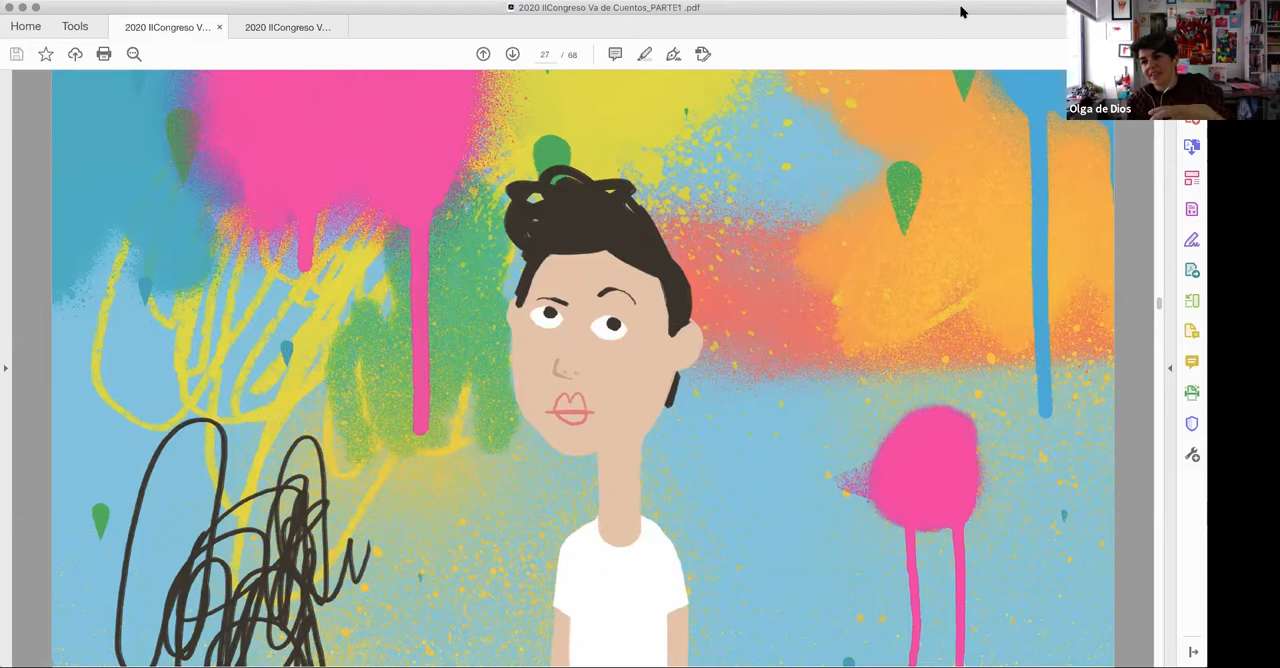 2020 IICongreso Va de Cuentos_PARTE1 .pdf
Home
Tools
2020 IICongreso V... ×
2020 IICongreso V...
27 / 68
Olga de Dios